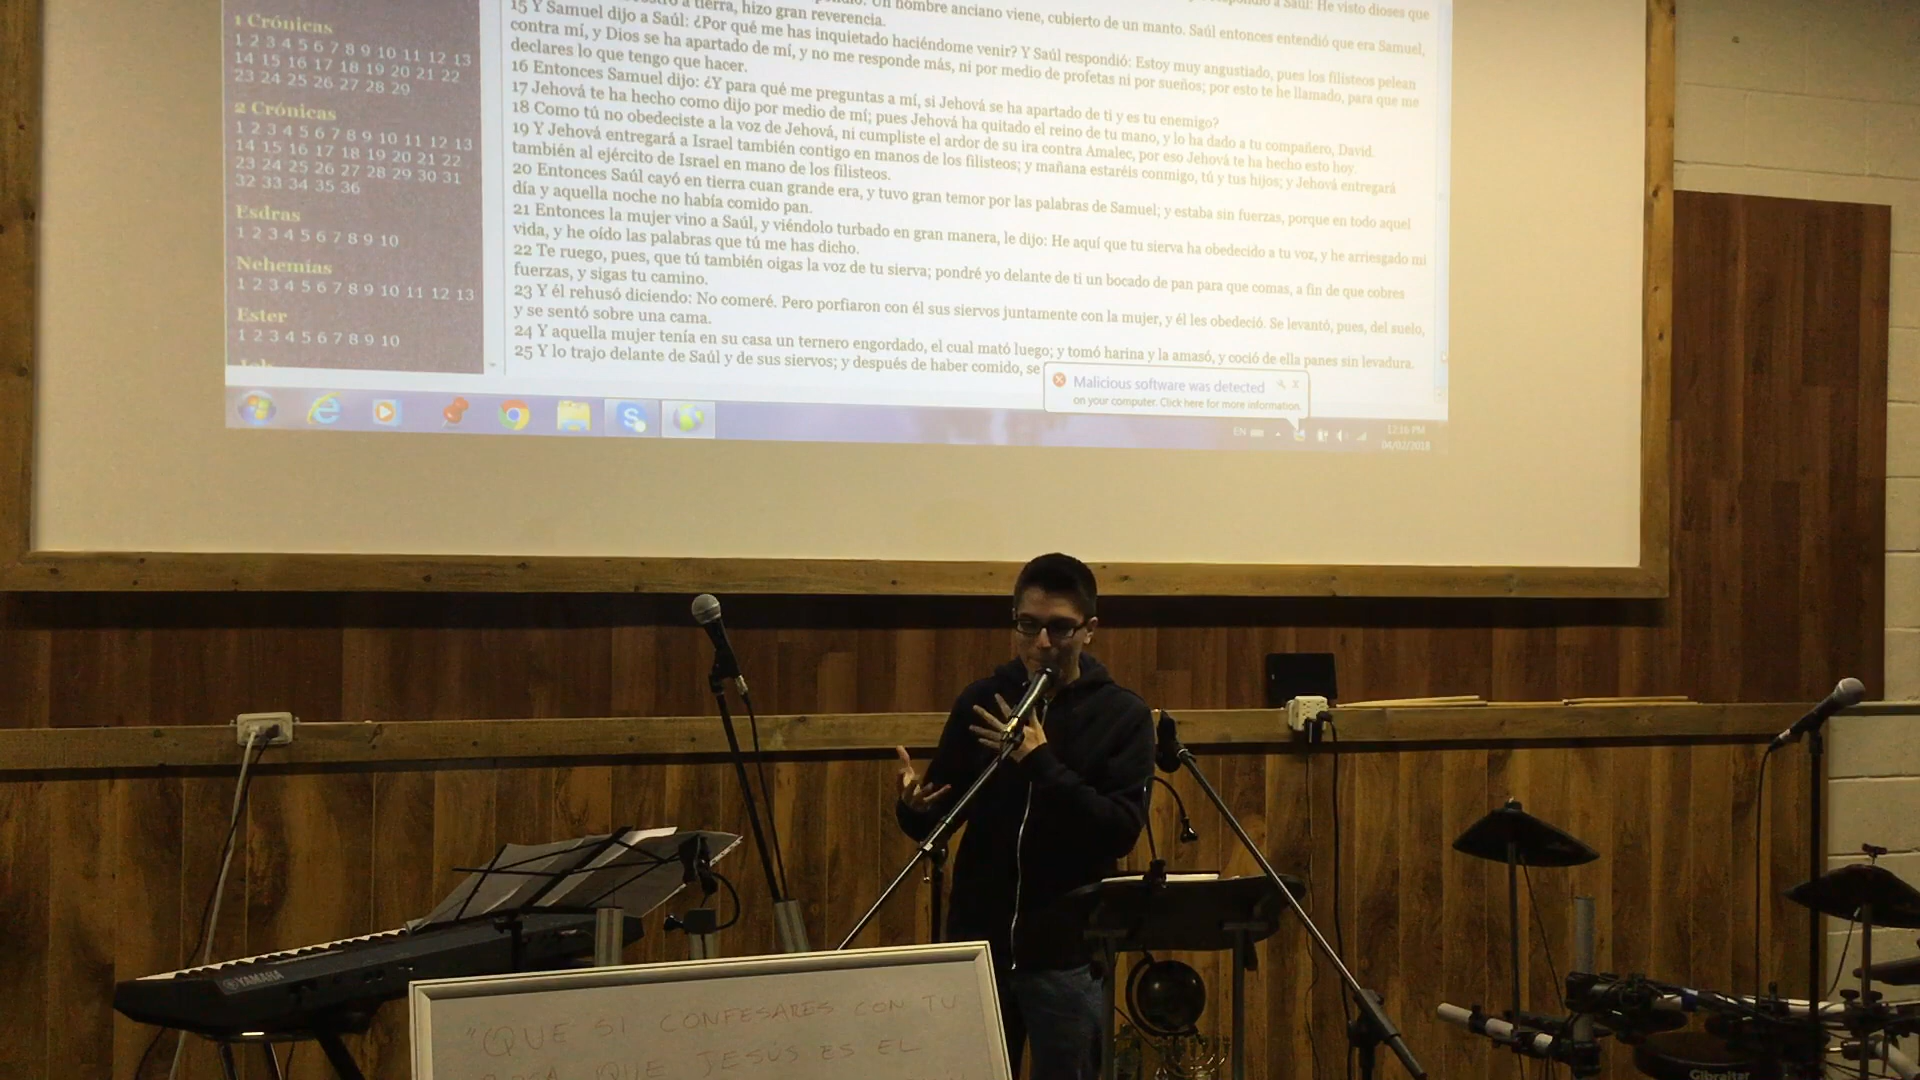 1 Crónicas
1 2 3 4 5 6 7 8 9 10 11 12 13
14 15 16 17 18 19 20 21 22
23 24 25 26 27 28 29
2 Crónicas
1 2 3 4 5 6 7 8 9 10 11 12 13
14 15 16 17 18 19 20 21 22
23 24 25 26 27 28 29 30 31
32 33 34 35 36
Esdras
1 2 3 4 5 6 7 8 9 10
Nehemías
1 2 3 4 5 6 7 8 9 10 11 12 13
Ester
1 2 3 4 5 6 7 8 9 10
Un hombre anciano viene, cubierto de un manto. Saúl entonces entendió que era Samuel,
a Saúl: He visto dioses que
a tierra, hizo gran reverencia.
15 Y Samuel dijo a Saúl: ¿Por qué me has inquietado haciéndome venir? Y Saúl respondió: Estoy muy angustiado, pues los filisteos pelean
contra mí, y Dios se ha apartado de mí, y no me responde más, ni por medio de profetas ni por sueños; por esto te he llamado, para que me
declares lo que tengo que hacer.
16 Entonces Samuel dijo: ¿Y para qué me preguntas a mí, si Jehová se ha apartado de ti y es tu enemigo?
17 Jehová te ha hecho como dijo por medio de mí; pues Jehová ha quitado el reino de tu mano, y lo ha dado a tu compañero, David.
18 Como tú no obedeciste a la voz de Jehová, ni cumpliste el ardor de su ira contra Amalec, por eso Jehová te ha hecho esto hoy.
19 Y Jehová entregará a Israel también contigo en manos de los filisteos; y mañana estaréis conmigo, tú y tus hijos; y Jehová entregará
también al ejército de Israel en mano de los filisteos.
20 Entonces Saúl cayó en tierra cuan grande era, y tuvo gran temor por las palabras de Samuel; y estaba sin fuerzas, porque en todo aquel
día y aquella noche no había comido pan.
21 Entonces la mujer vino a Saúl, y viéndolo turbado en gran manera, le dijo: He aquí que tu sierva ha obedecido a tu voz, y he arriesgado mi
vida, y he oído las palabras que tú me has dicho.
22 Te ruego, pues, que tú también oigas la voz de tu sierva; pondré yo delante de ti un bocado de pan para que comas, a fin de que cobres
fuerzas, y sigas tu camino.
23 Y él rehusó diciendo: No comeré. Pero porfiaron con él sus siervos juntamente con la mujer, y él les obedeció. Se levantó, pues, del suelo,
y se sentó sobre una cama.
24 Y aquella mujer tenía en su casa un ternero engordado, el cual mató luego; y tomó harina y la amasó, y coció de ella panes sin levadura.
25 Y lo trajo delante de Saúl y de sus siervos; y después de haber comido, se
Malicious software was detected
on your computer. Click here for more information.
EN
12:16 PM
04/02/2018
YAMAHA
"QUE SI CONFESARES CON TU
QUE JESÚS ES EL
Gibraltar